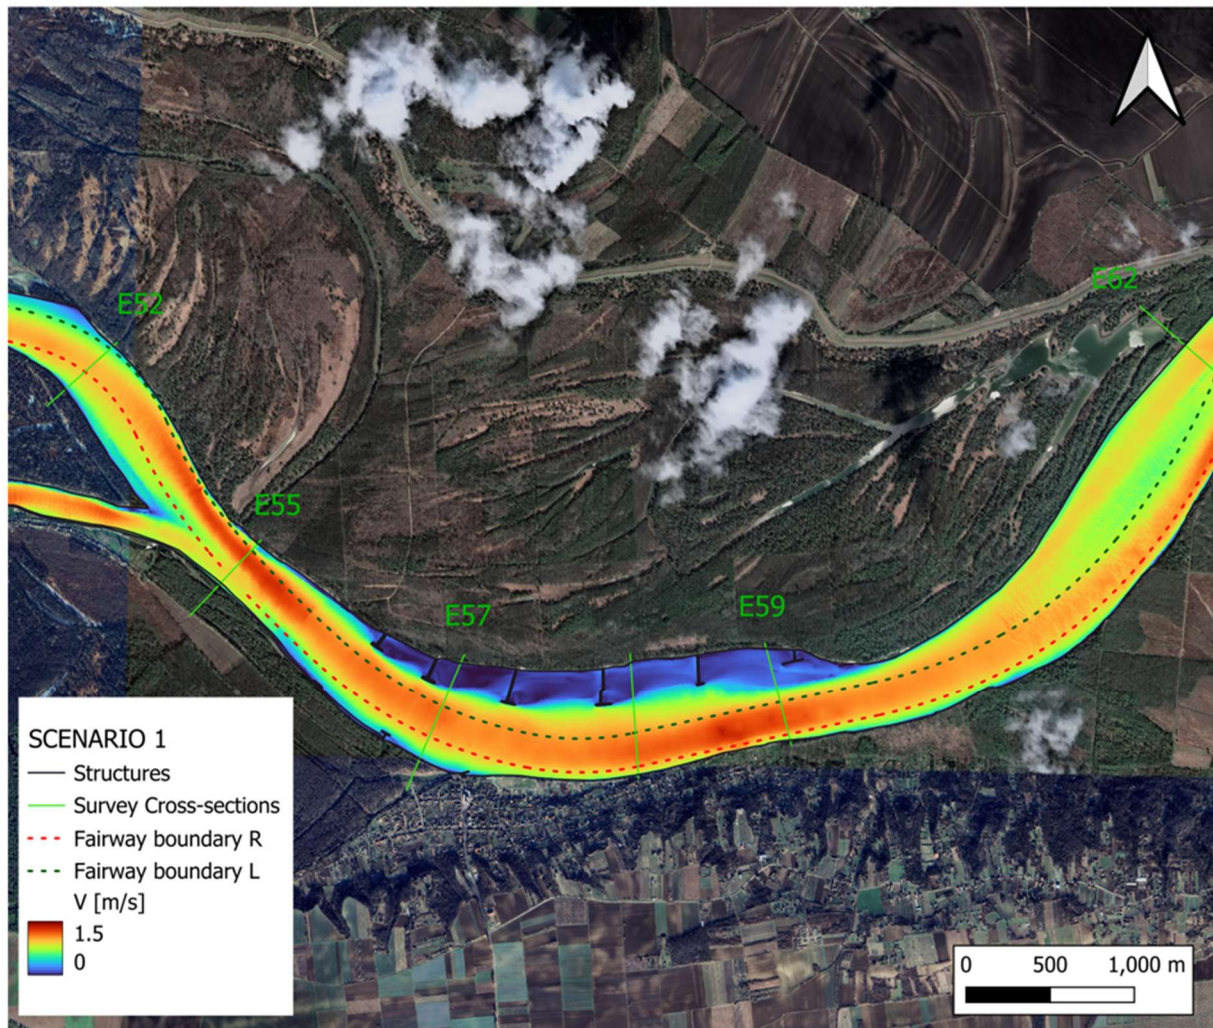 E52
E62
E55
E57
E59
SCENARIO 1
Structures
Survey Cross-sections
Fairway boundary R
Fairway boundary L
V [m/s]
1.5
0
0 500 1,000 m